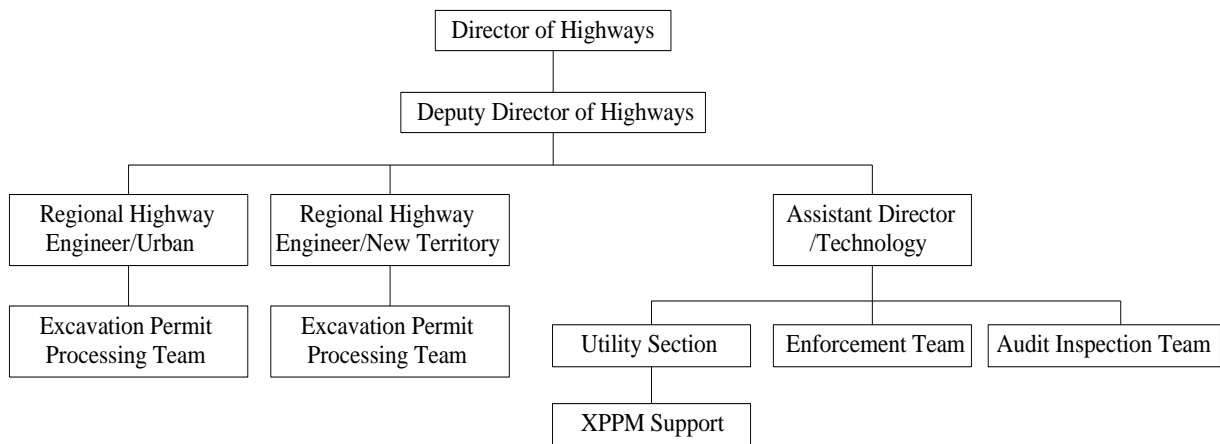 Director of Highways
Deputy Director of Highways
Regional Highway
Engineer/Urban
Regional Highway
Engineer/New Territory
Assistant Director
/Technology
Excavation Permit
Processing Team
Excavation Permit
Processing Team
Utility Section
Enforcement Team
Audit Inspection Team
XPPM Support